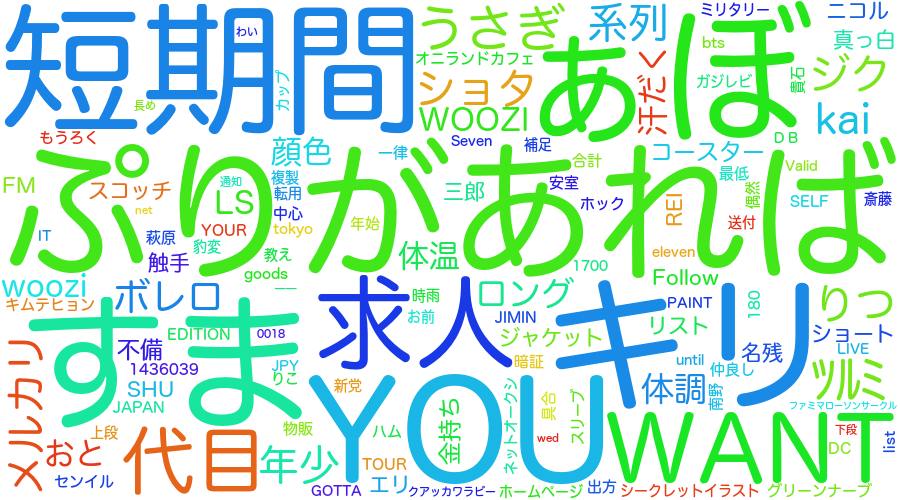 短期間
わい
うさぎ
系列
ミリタリー
ニコル
bts
真っ白
オニランドカフェ
あぼ
カップ
ショタ
ガジレビ
貴石
ジク
長め
WOOZI
汗だく
kai
もうろく
Seven
補足
DB
顔色
一律
コースター
合計
Valid
ぷりがあれば
FM
スコッチ
複製
通知
転用
三郎
安室
最低
偶然
LS
net
中心
ホック
REI
SELF
斎藤
IT
YOUR
tokyo
年始
送付
萩原
豹変
教え
体温
eleven
触手
goods
1700
Follow
woozi
ボレロ
求人
ロング
キリ
りつ
キムテヒョン
時雨
PAINT
180
すま
お前
JIMIN
リスト
ショート
EDITION
0018
ジャケット
LIVE
メルカリ
不備
until
名残
1436039
JPY
暗証
仲良し
ツルミ
SHU
りこ
新党
YOU
体調
南野
JAPAN
物販
金持ち
ネットオークション
具合
スリーブ
ファミマローソンサークル
おと
上段
代目
ハム
wed
WANT
下段
list
年少
TOUR
DC
センイル
エリ
GOTTA
クアッカワラビー
ホームページ
出方
シークレットイラスト
グリーンナーブ